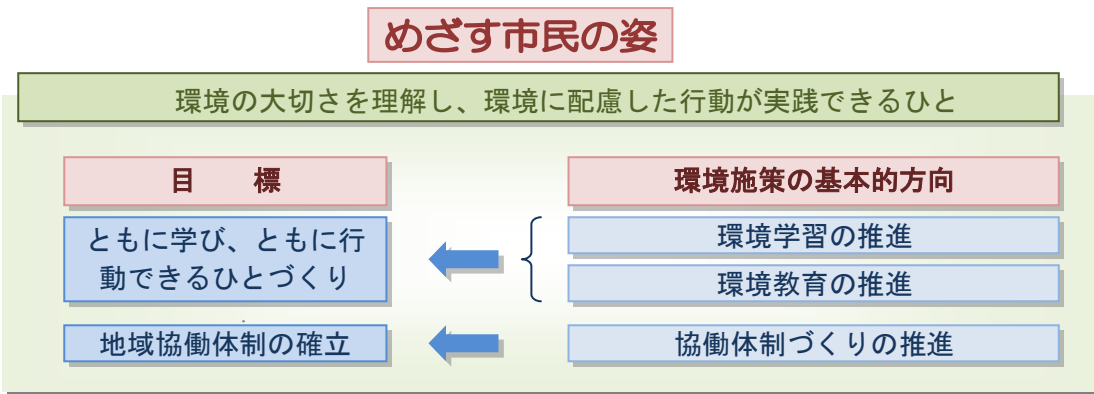 めざす市民の姿
環境の大切さを理解し、環境に配慮した行動が実践できるひと
目　　標
環境施策の基本的方向
ともに学び、ともに行
動できるひとづくり
環境学習の推進
環境教育の推進
地域協働体制の確立
協働体制づくりの推進